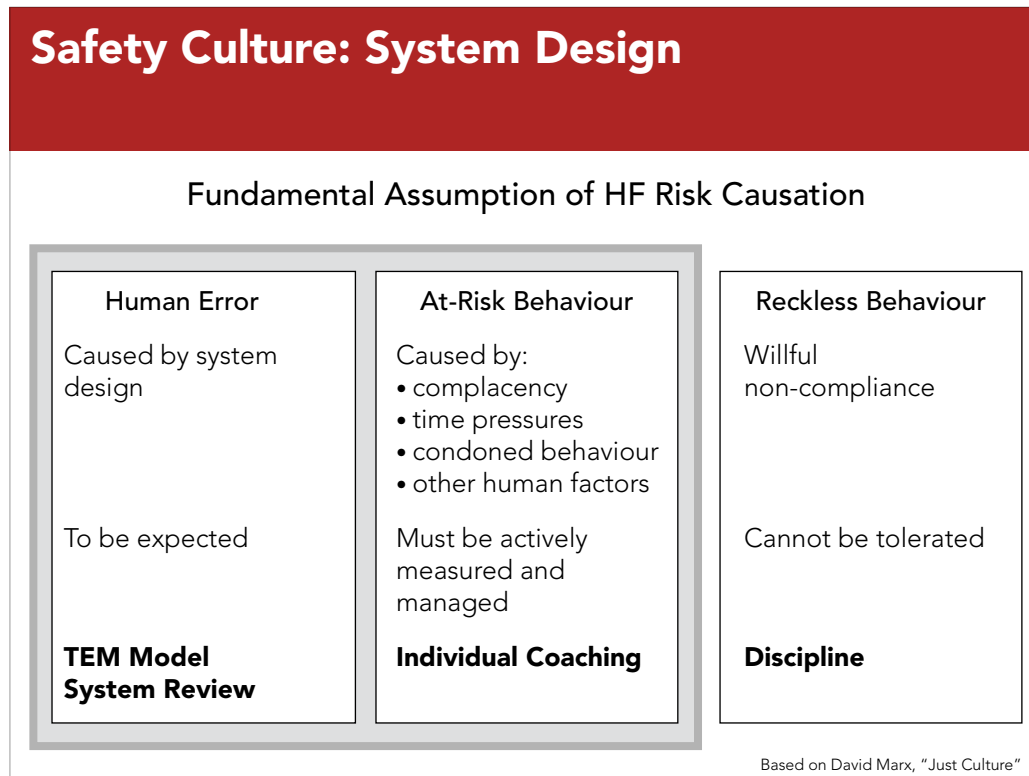 Safety Culture: System Design
Fundamental Assumption of HF Risk Causation
Human Error
Caused by system
design
To be expected
TEM Model
System Review
At-Risk Behaviour
Caused by:
• complacency
• time pressures
• condoned behaviour
• other human factors
Must be actively
measured and
managed
Individual Coaching
Reckless Behaviour
Willful
non-compliance
Cannot be tolerated
Discipline
Based on David Marx, “Just Culture”